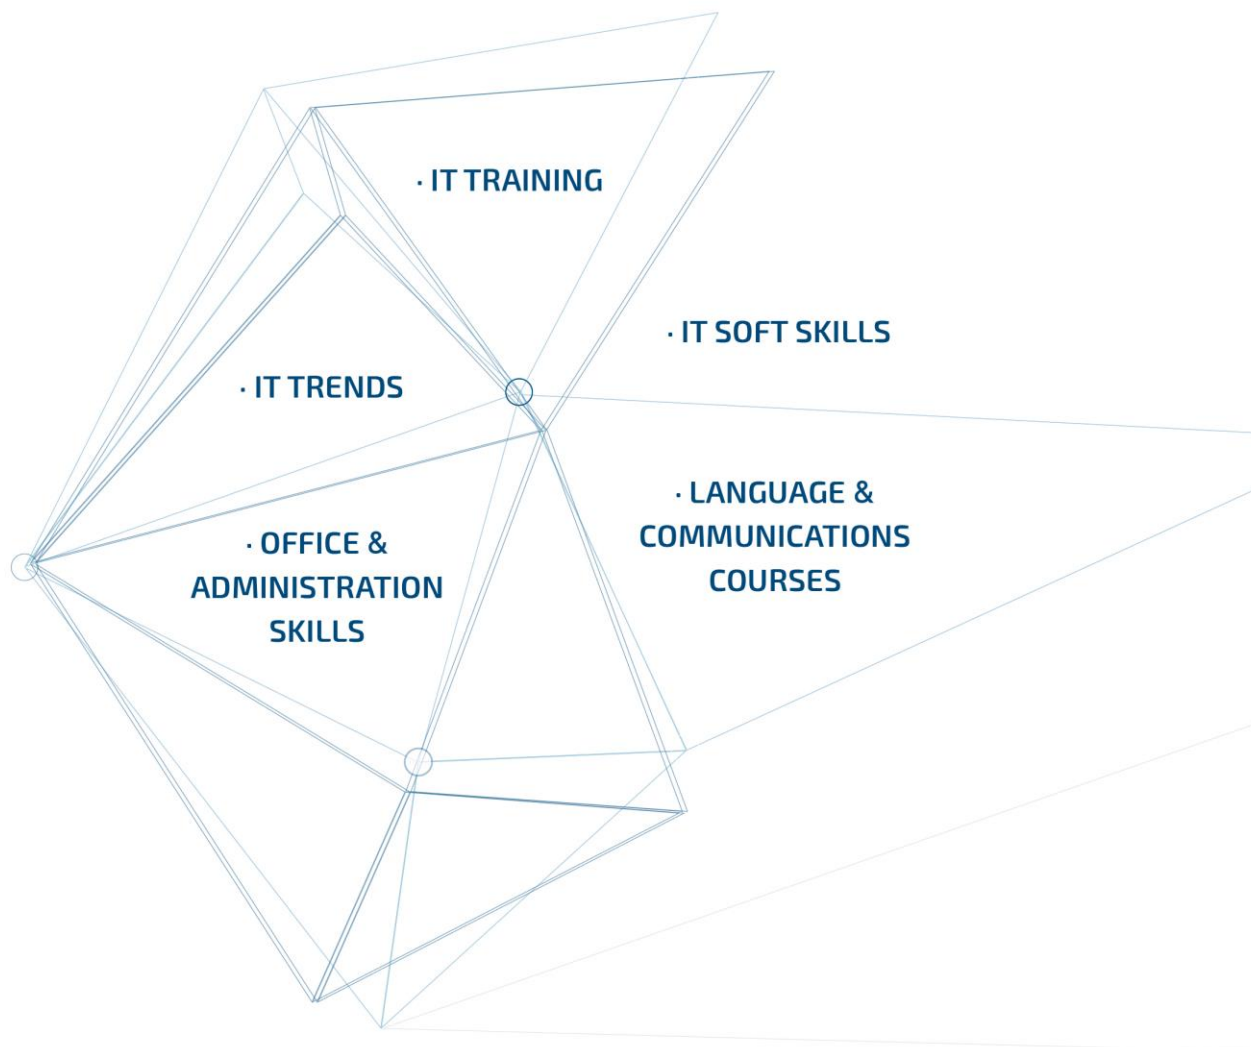 · IT TRAINING
· IT SOFT SKILLS
· IT TRENDS
· LANGUAGE &
COMMUNICATIONS
COURSES
· OFFICE &
ADMINISTRATION
SKILLS